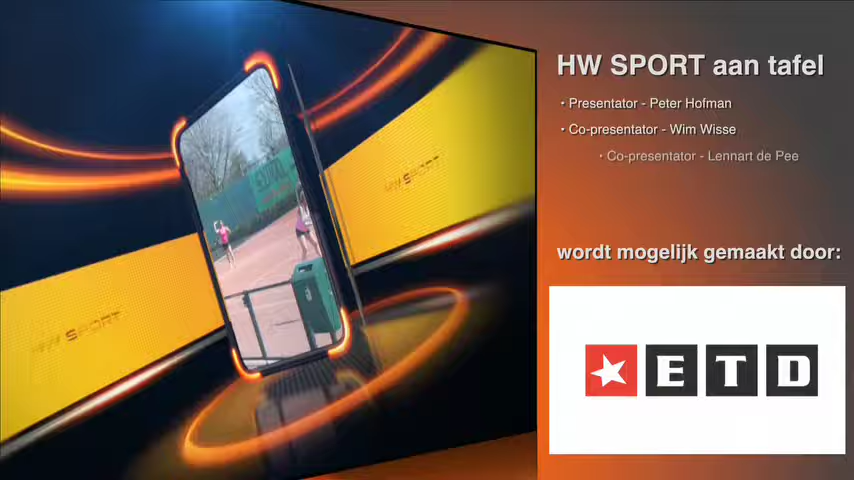 HW SPORT aan tafel
• Presentator - Peter Hofman
• Co-presentator - Wim Wisse
• Co-presentator - Lennart de Pee
wordt mogelijk gemaakt door:
ETD
HW SPORT
HW SPORT